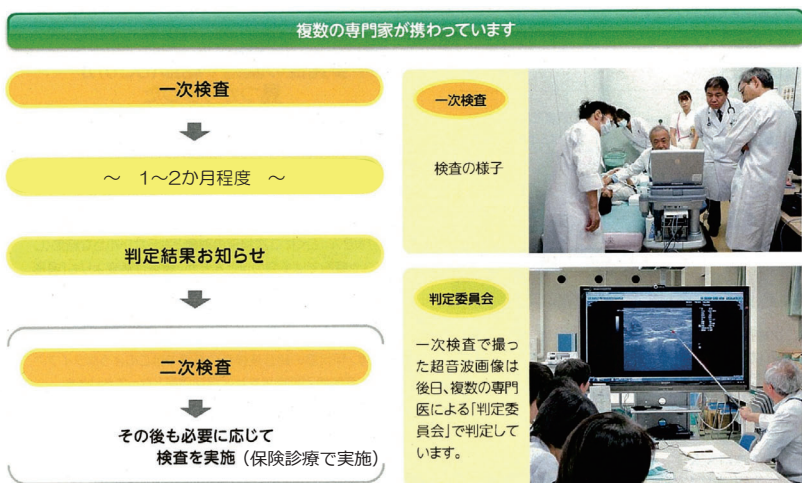 複数の専門家が携わっています
一次検査
～ 1～2か月程度 ～
判定結果お知らせ
二次検査
その後も必要に応じて
検査を実施（保険診療で実施）
一次検査
検査の様子
判定委員会
一次検査で撮っ
た超音波画像は
後日、複数の専門
医による「判定委
員会」で判定して
います。